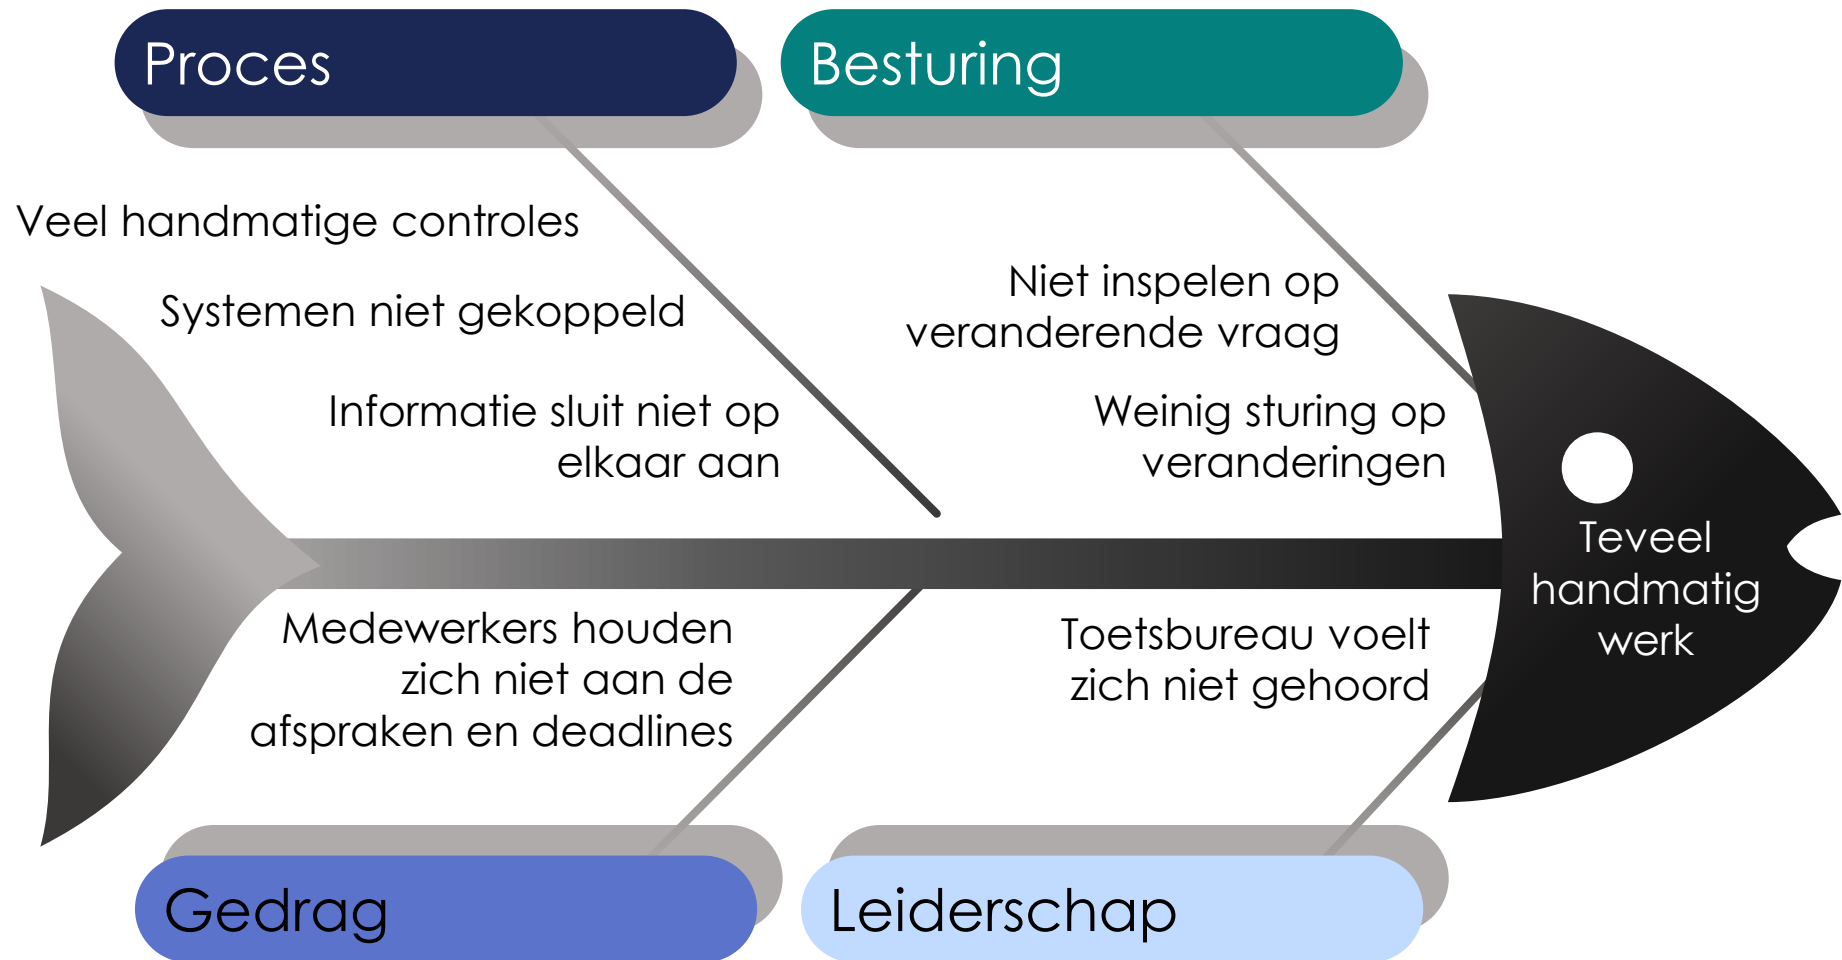 Proces
Besturing
Veel handmatige controles
Systemen niet gekoppeld
Informatie sluit niet op
elkaar aan
Niet inspelen op
veranderende vraag
Weinig sturing op
veranderingen
Teveel
handmatig
werk
Medewerkers houden
zich niet aan de
afspraken en deadlines
Toetsbureau voelt
zich niet gehoord
Gedrag
Leiderschap